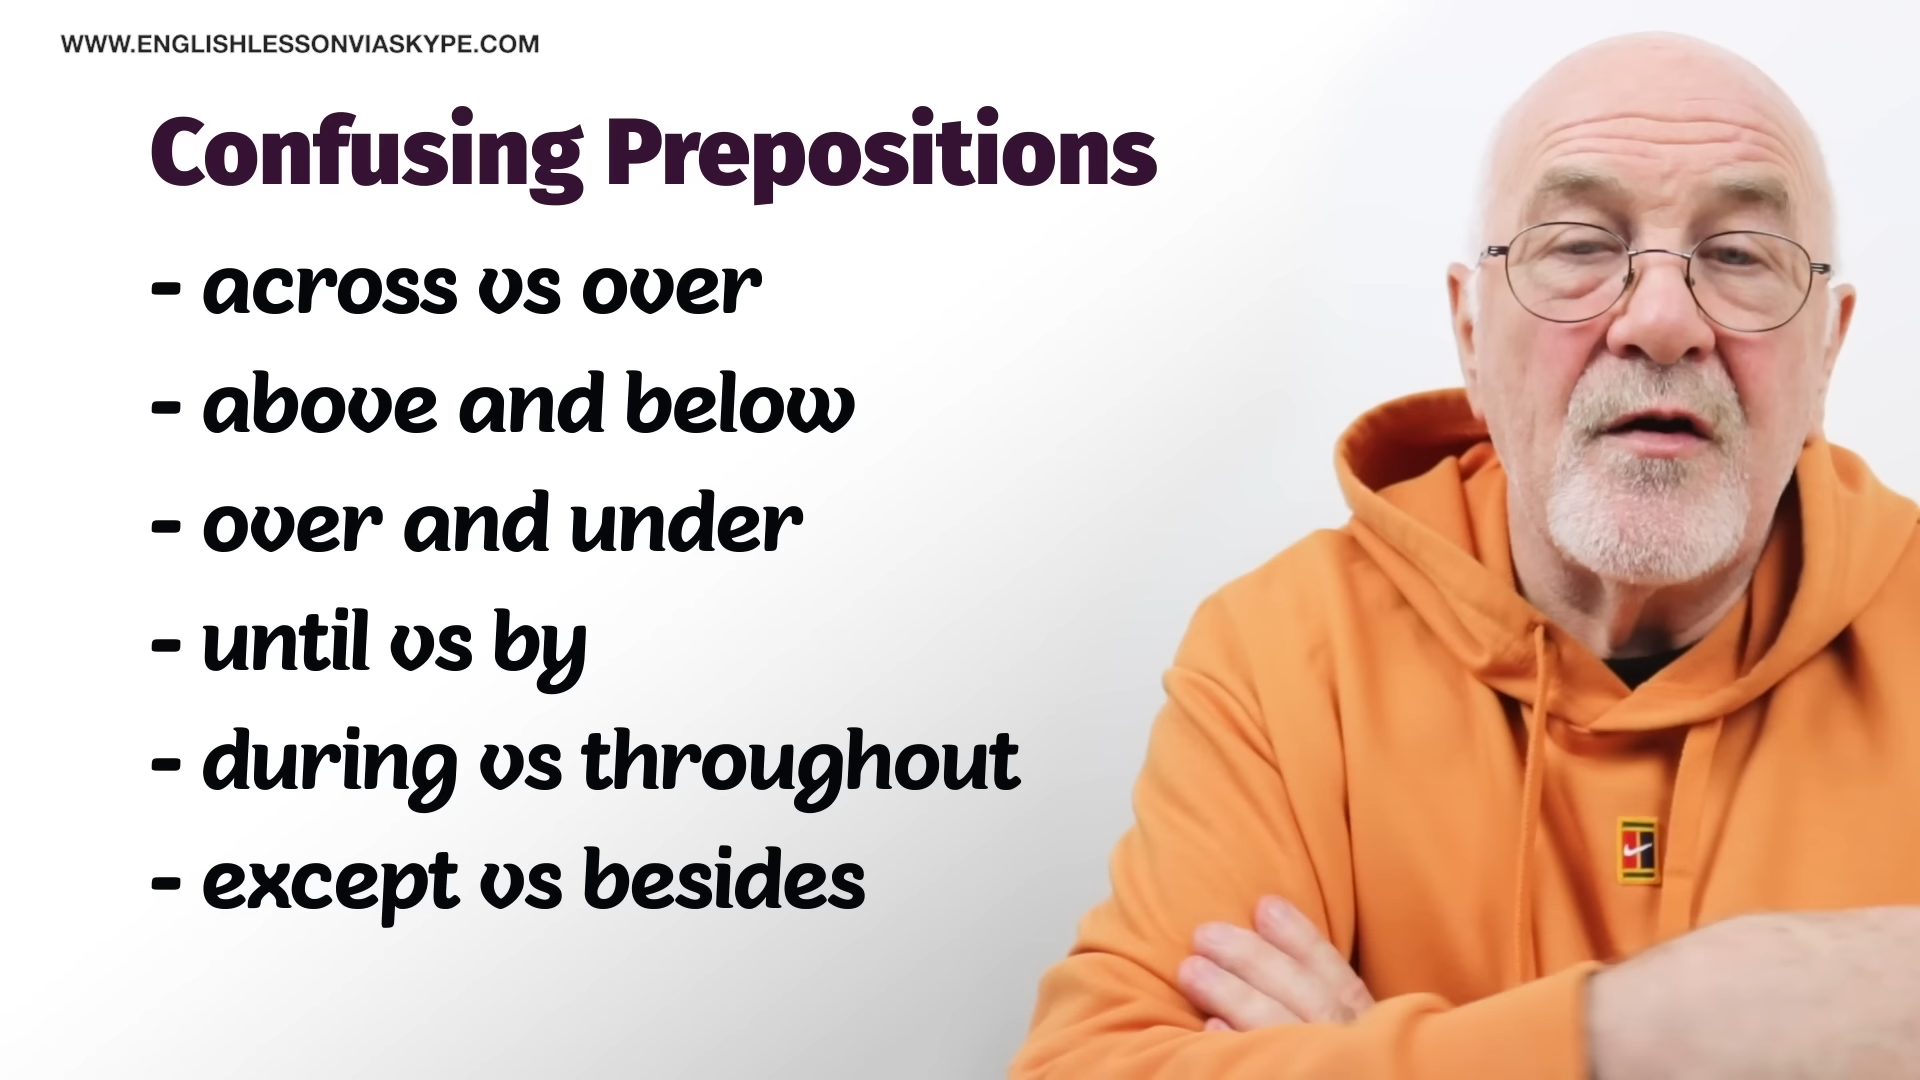 WWW.ENGLISHLESSONVIASKYPE.COM
Confusing Prepositions
- across vs over
- above and below
- over and under
- until vs by
- during vs throughout
- except vs besides